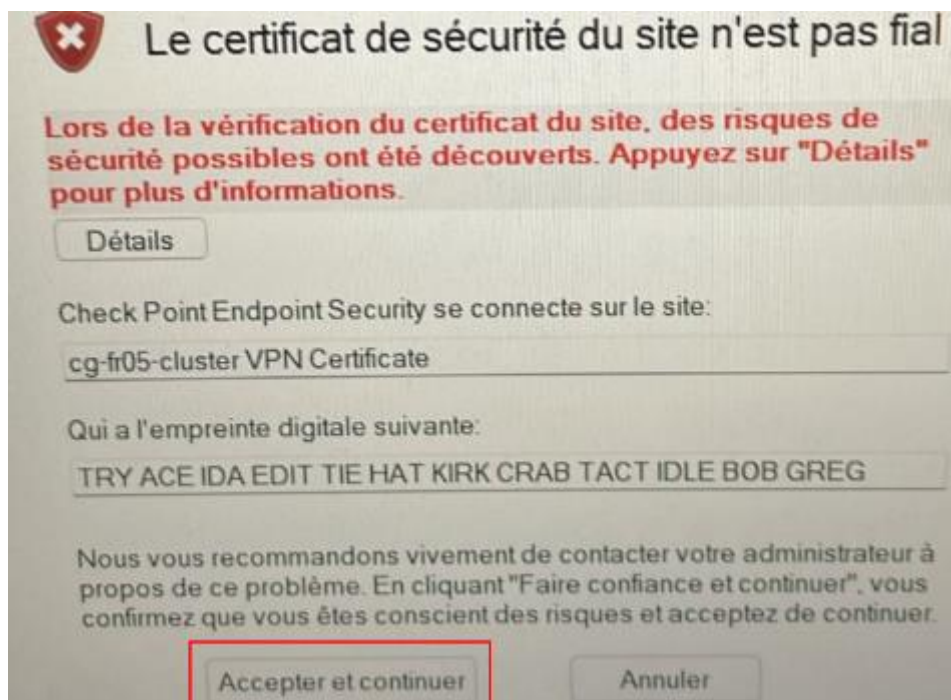 Le certificat de sécurité du site n'est pas fial
Lors de la vérification du certificat du site, des risques de
sécurité possibles ont été découverts. Appuyez sur "Détails"
pour plus d'informations.
Détails
Check Point Endpoint Security se connecte sur le site:
cg-fr05-cluster VPN Certificate
Qui a l'empreinte digitale suivante:
TRY ACE IDA EDIT TIE HAT KIRK CRAB TACT IDLE BOB GREG
Nous vous recommandons vivement de contacter votre administrateur à
propos de ce problème. En cliquant "Faire confiance et continuer", vous
confirmez que vous êtes conscient des risques et acceptez de continuer.
Accepter et continuer Annuler